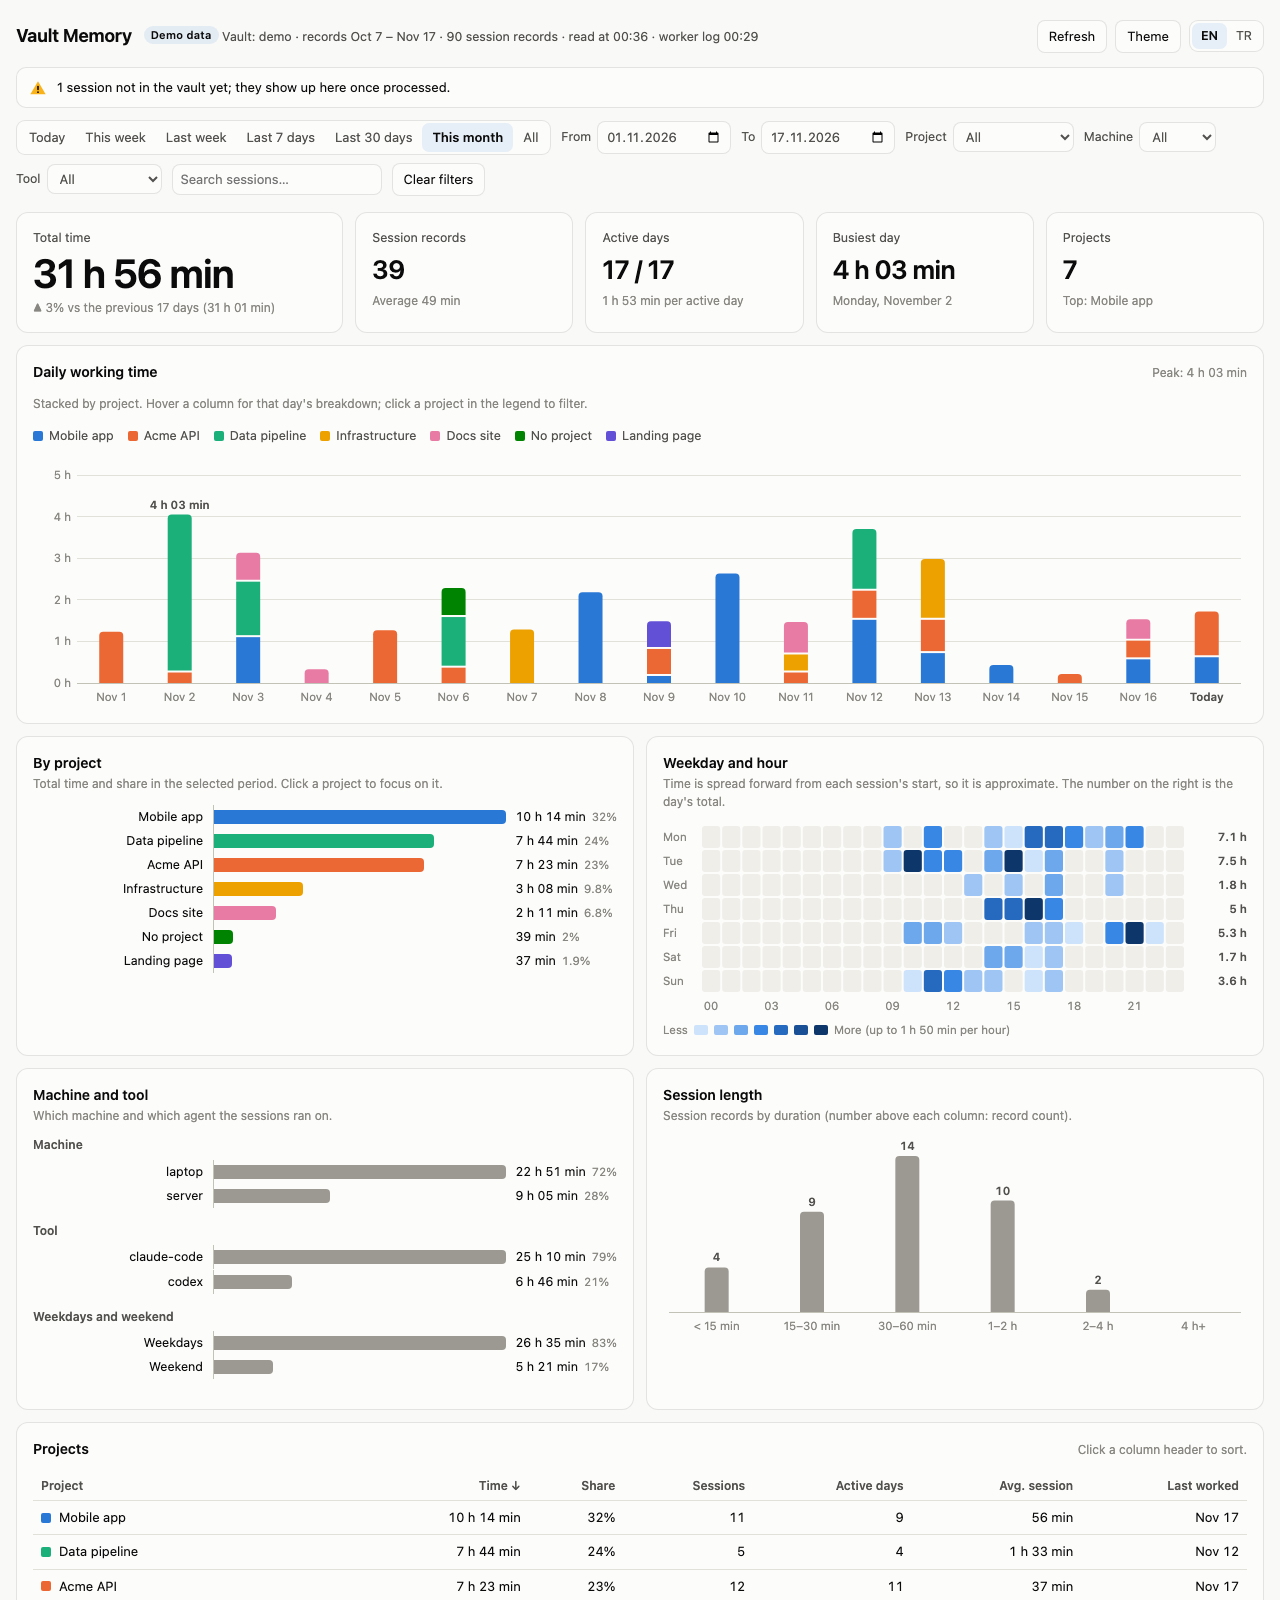 Vault Memory Demo data Vault: demo · records Oct 7 – Nov 17 · 90 session records · read at 00:36 · worker log 00:29 Refresh Theme EN TR
1 session not in the vault yet; they show up here once processed.
Today This week Last week Last 7 days Last 30 days This month All From 01.11.2026 To 17.11.2026 Project All Machine All
Tool All Search sessions... Clear filters
Total time
31 h 56 min
▲ 3% vs the previous 17 days (31 h 01 min)
Session records
39
Average 49 min
Active days
17 / 17
1 h 53 min per active day
Busiest day
4 h 03 min
Monday, November 2
Projects
7
Top: Mobile app
Daily working time Peak: 4 h 03 min
Stacked by project. Hover a column for that day's breakdown; click a project in the legend to filter.
Mobile app Acme API Data pipeline Infrastructure Docs site No project Landing page
5 h
4 h 03 min
4 h
3 h
2 h
1 h
0 h
Nov 1 Nov 2 Nov 3 Nov 4 Nov 5 Nov 6 Nov 7 Nov 8 Nov 9 Nov 10 Nov 11 Nov 12 Nov 13 Nov 14 Nov 15 Nov 16 Today
By project
Total time and share in the selected period. Click a project to focus on it.
Mobile app 10 h 14 min 32%
Data pipeline 7 h 44 min 24%
Acme API 7 h 23 min 23%
Infrastructure 3 h 08 min 9.8%
Docs site 2 h 11 min 6.8%
No project 39 min 2%
Landing page 37 min 1.9%
Weekday and hour
Time is spread forward from each session's start, so it is approximate. The number on the right is the
day's total.
Mon 7.1 h
Tue 7.5 h
Wed 1.8 h
Thu 5 h
Fri 5.3 h
Sat 1.7 h
Sun 3.6 h
00 03 06 09 12 15 18 21
Less More (up to 1 h 50 min per hour)
Machine and tool
Which machine and which agent the sessions ran on.
Machine
laptop 22 h 51 min 72%
server 9 h 05 min 28%
Tool
claude-code 25 h 10 min 79%
codex 6 h 46 min 21%
Weekdays and weekend
Weekdays 26 h 35 min 83%
Weekend 5 h 21 min 17%
Session length
Session records by duration (number above each column: record count).
4 9 14 10 2
< 15 min 15–30 min 30–60 min 1–2 h 2–4 h 4 h+
Projects Click a column header to sort.
Project Time ↓ Share Sessions Active days Avg. session Last worked
Mobile app 10 h 14 min 32% 11 9 56 min Nov 17
Data pipeline 7 h 44 min 24% 5 4 1 h 33 min Nov 12
Acme API 7 h 23 min 23% 12 11 37 min Nov 17